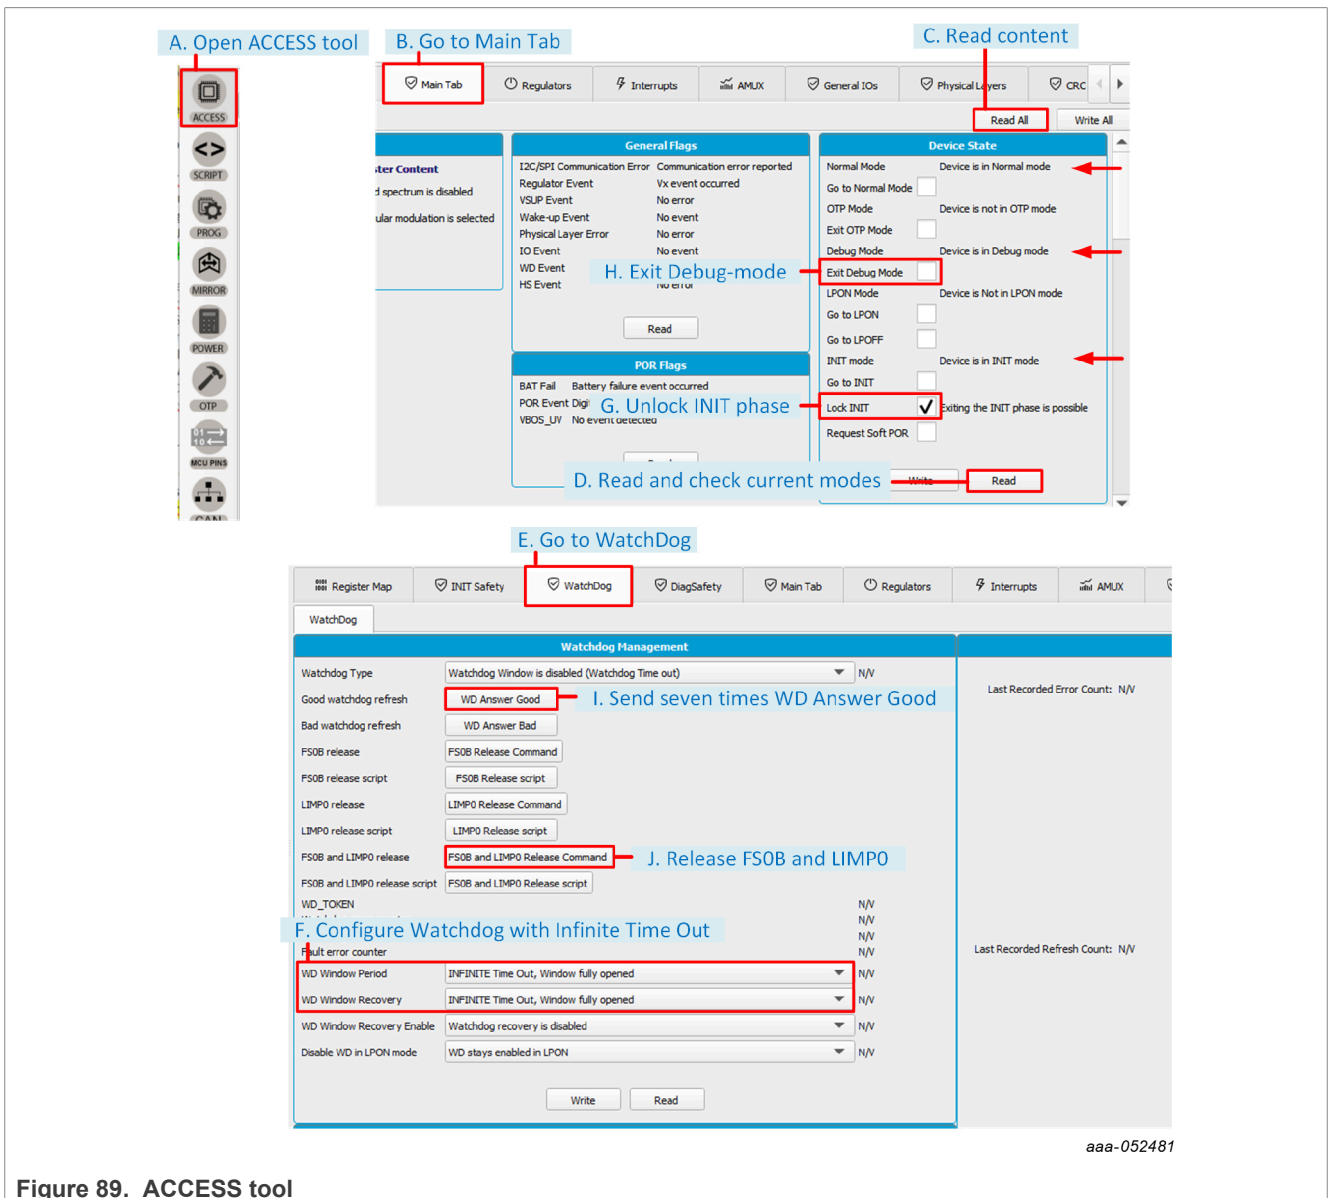 A. Open ACCESS tool
B. Go to Main Tab
C. Read content
ACCESS
SCRIPT
PROG
MIRROR
POWER
OTP
MCU PINS
CAN
Main Tab
Regulators
Interrupts
AMUX
General IOs
Physical Layers
CRC
Read All
Write All
ster Content
d spectrum is disabled
ular modulation is selected
General Flags
I2C/SPI Communication Error Communication error reported
Regulator Event Vx event occurred
VSUP Event No error
Wake-up Event No event
Physical Layer Error No error
IO Event No event
WD Event
HS Event No error
Read
POR Flags
BAT Fail Battery failure event occurred
POR Event Digi
VBOS_UV No event detected
Device State
Normal Mode Device is in Normal mode
Go to Normal Mode
OTP Mode Device is not in OTP mode
Exit OTP Mode
Debug Mode Device is in Debug mode
H. Exit Debug-mode
Exit Debug Mode
LPON Mode Device is Not in LPON mode
Go to LPON
Go to LPOFF
INIT mode Device is in INIT mode
Go to INIT
G. Unlock INIT phase
Lock INIT Exiting the INIT phase is possible
Request Soft POR
D. Read and check current modes
Write
Read
E. Go to WatchDog
Register Map
INIT Safety
WatchDog
DiagSafety
Main Tab
Regulators
Interrupts
AMUX
WatchDog
Watchdog Management
Watchdog Type Watchdog Window is disabled (Watchdog Time out) N/V
Good watchdog refresh WD Answer Good
I. Send seven times WD Answer Good
Last Recorded Error Count: N/V
Bad watchdog refresh WD Answer Bad
FS0B release FS0B Release Command
FS0B release script FS0B Release script
LIMP0 release LIMP0 Release Command
LIMP0 release script LIMP0 Release script
FS0B and LIMP0 release FS0B and LIMP0 Release Command
J. Release FS0B and LIMP0
FS0B and LIMP0 release script FS0B and LIMP0 Release script
WD_TOKEN N/V
N/V
F. Configure Watchdog with Infinite Time Out
N/V
Fault error counter N/V
Last Recorded Refresh Count: N/V
WD Window Period INFINITE Time Out, Window fully opened N/V
WD Window Recovery INFINITE Time Out, Window fully opened N/V
WD Window Recovery Enable Watchdog recovery is disabled N/V
Disable WD in LPON mode WD stays enabled in LPON N/V
Write
Read
aaa-052481
Figure 89. ACCESS tool